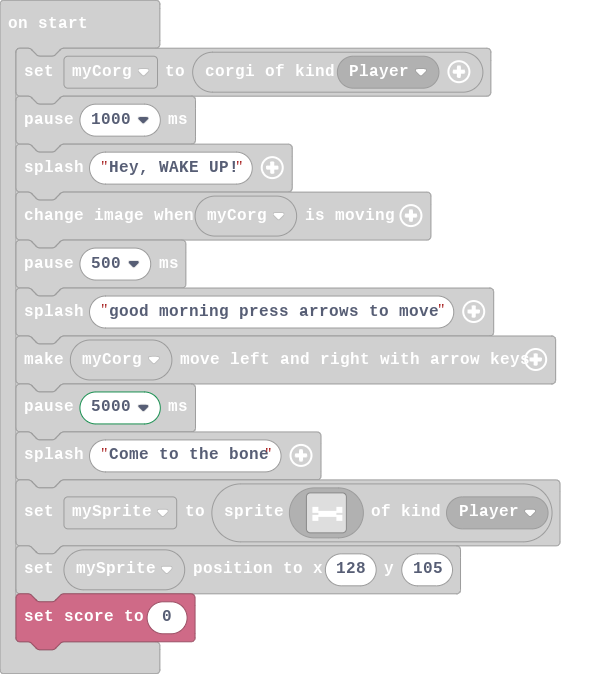 on start
set myCorg to corgi of kind Player
pause 1000 ms
splash "Hey, WAKE UP!"
change image when myCorg is moving
pause 500 ms
splash "good morning press arrows to move"
make myCorg move left and right with arrow keys
pause 5000 ms
splash "Come to the bone"
set mySprite to sprite of kind Player
set mySprite position to x 128 y 105
set score to 0